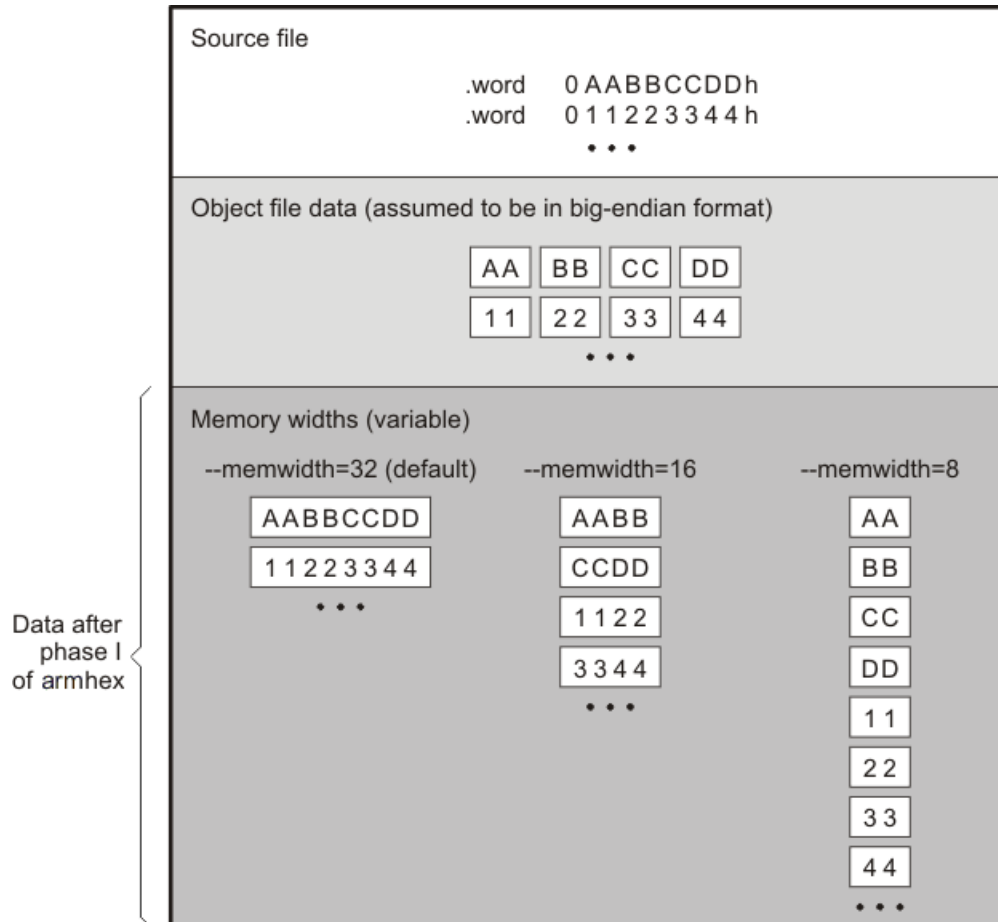 Source file
.word 0AABBCCDDh
.word 011223344h
• • •
Object file data (assumed to be in big-endian format)
AA BB CC DD
11 22 33 44
• • •
Memory widths (variable)
--memwidth=32 (default) --memwidth=16 --memwidth=8
AABBCCDD AABB AA
11223344 CCDD BB
• • • 1122 CC
3344 DD
• • • 11
22
33
44
• • •
Data after
phase I
of armhex